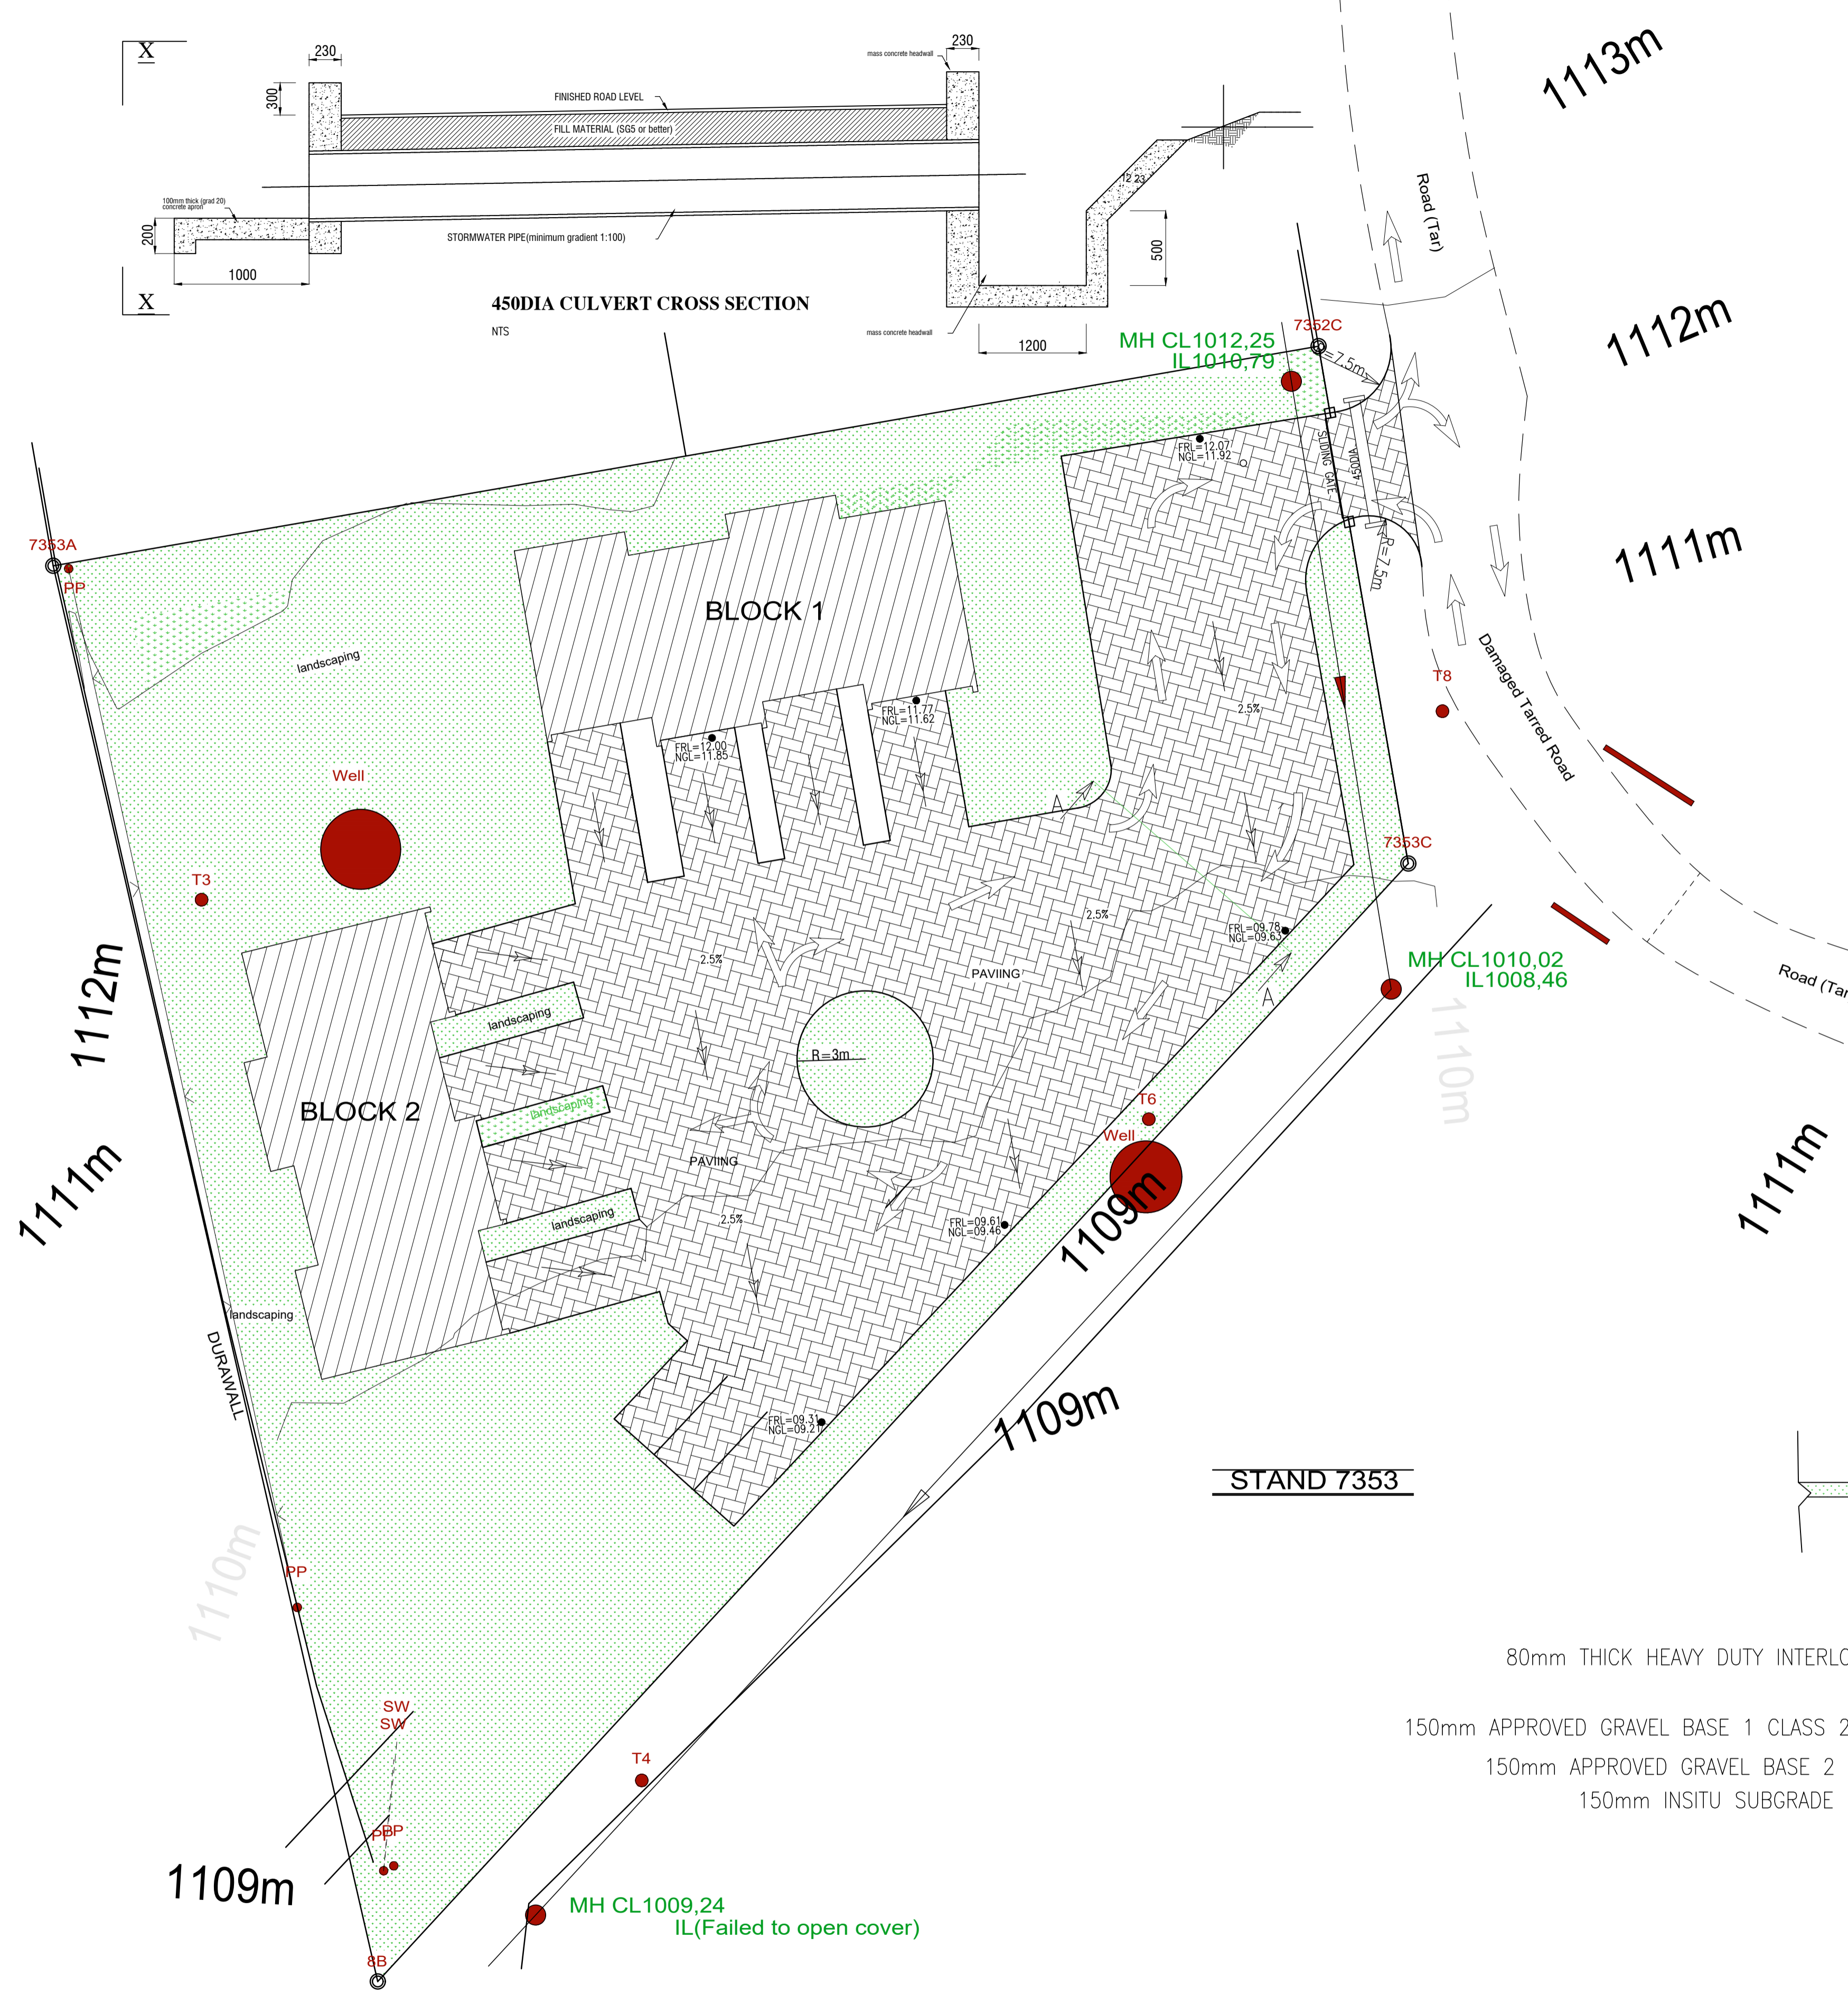 X
230
300
FINISHED ROAD LEVEL
FILL MATERIAL (SG5 or better)
mass concrete headwall
230
12 23
100mm thick (grad 20)
concrete apron
200
1000
STORMWATER PIPE(minimum gradient 1:100)
500
X
450DIA CULVERT CROSS SECTION
NTS
mass concrete headwall
1200
1113m
Road (Tar)
1112m
7352C
MH CL1012,25
IL1010,79
=7.5m
SLIDING GATE
450DIA
FRL=12.07
NGL=11.92
1111m
R=7.5m
7353A
PP
landscaping
BLOCK 1
Damaged Tarred Road
T8
2.5%
FRL=11.77
NGL=11.62
FRL=12.00
NGL=11.85
Well
A
7353C
T3
2.5%
FRL=09.78
NGL=09.63
2.5%
PAVIING
MH CL1010,02
IL1008,46
Road (Tar
A
1112m
landscaping
R=3m
1110m
BLOCK 2
landscaping
T6
Well
PAVIING
1111m
1111m
landscaping
2.5%
FRL=09.61
NGL=09.46
1109m
landscaping
DURAWALL
FRL=09.31
NGL=09.21
1109m
STAND 7353
1110m
PP
80mm THICK HEAVY DUTY INTERLO
150mm APPROVED GRAVEL BASE 1 CLASS 2
150mm APPROVED GRAVEL BASE 2
150mm INSITU SUBGRADE
SW
SW
T4
PP
BP
1109m
MH CL1009,24
IL(Failed to open cover)
8B